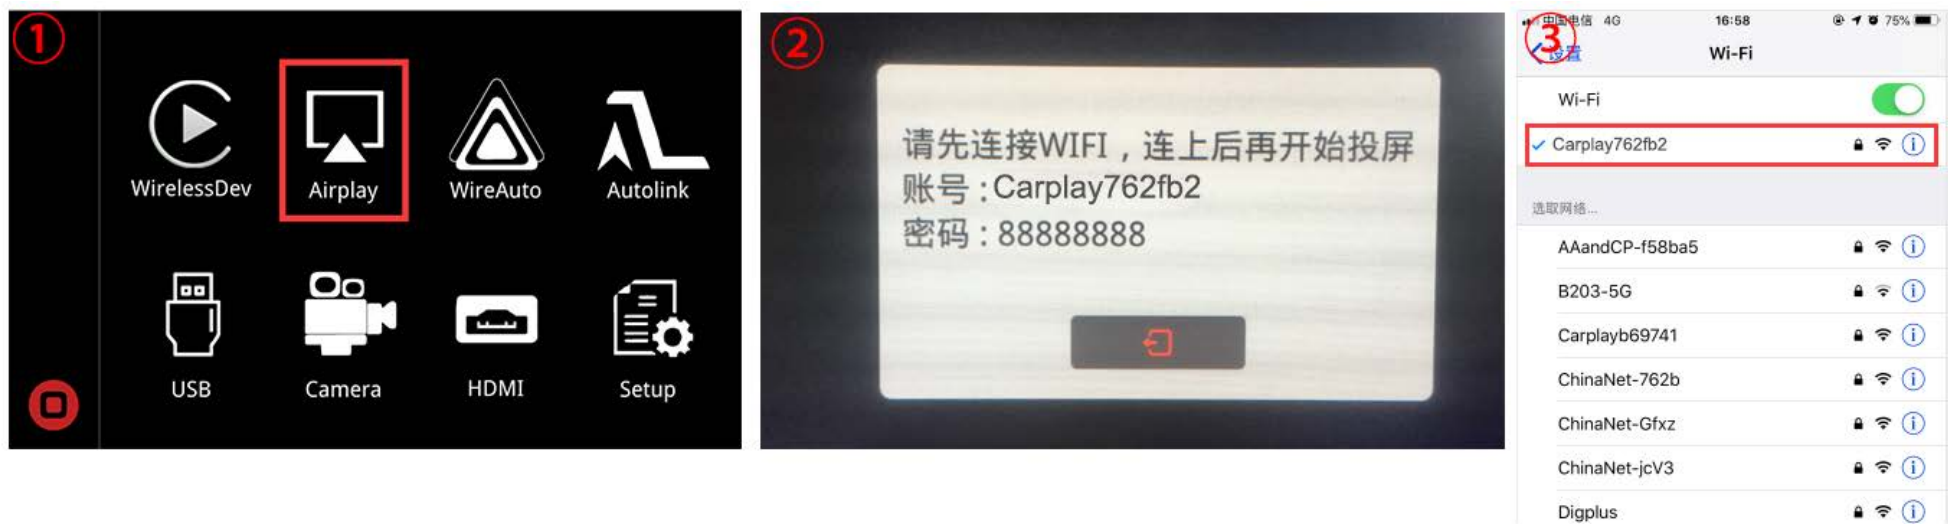 ①
WirelessDev
Airplay
WireAuto
Autolink
USB
Camera
HDMI
Setup
②
请先连接WIFI，连上后再开始投屏
账号:Carplay762fb2
密码:88888888
③
中国电信 4G 16:58 75%
设置 Wi-Fi
Wi-Fi
Carplay762fb2
选取网络...
AAandCP-f58ba5
B203-5G
Carplayb69741
ChinaNet-762b
ChinaNet-Gfxz
ChinaNet-jcV3
Digplus